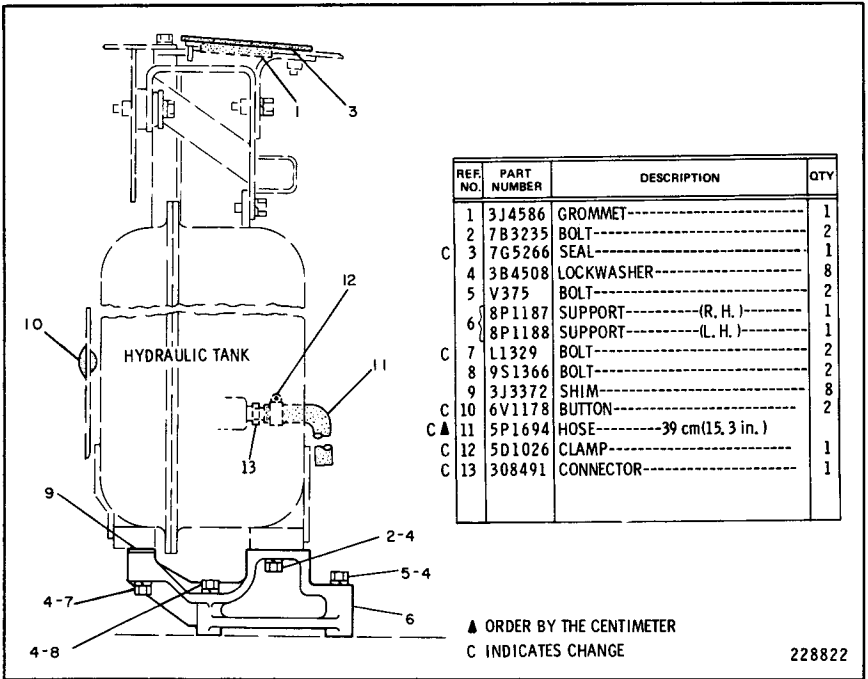 1
3
12
10
HYDRAULIC TANK
11
13
9
2-4
5-4
4-7
6
4-8
REF. NO. PART NUMBER DESCRIPTION QTY
1 3J4586 GROMMET 1
2 7B3235 BOLT 2
C 3 7G5266 SEAL 1
4 3B4508 LOCKWASHER 8
5 V375 BOLT 2
6 8P1187 SUPPORT (R.H.) 1
8P1188 SUPPORT (L.H.) 1
C 7 L1329 BOLT 2
8 9S1366 BOLT 2
9 3J3372 SHIM 8
C 10 6V1178 BUTTON 2
C ▲ 11 5P1694 HOSE 39 cm(15.3 in.)
C 12 5D1026 CLAMP 1
C 13 308491 CONNECTOR 1
▲ ORDER BY THE CENTIMETER
C INDICATES CHANGE
228822